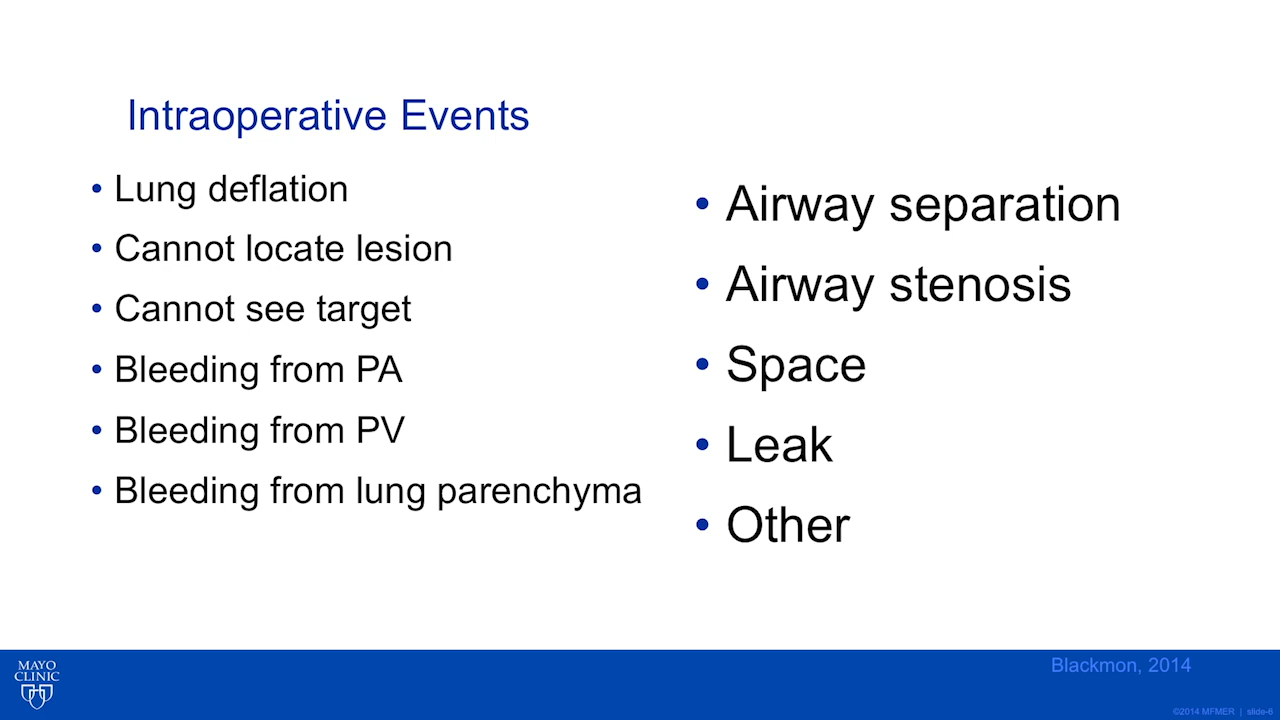 Intraoperative Events
• Lung deflation
• Cannot locate lesion
• Cannot see target
• Bleeding from PA
• Bleeding from PV
• Bleeding from lung parenchyma
• Airway separation
• Airway stenosis
• Space
• Leak
• Other
MAYO
CLINIC
Blackmon, 2014
©2014 MFMER | slide-6